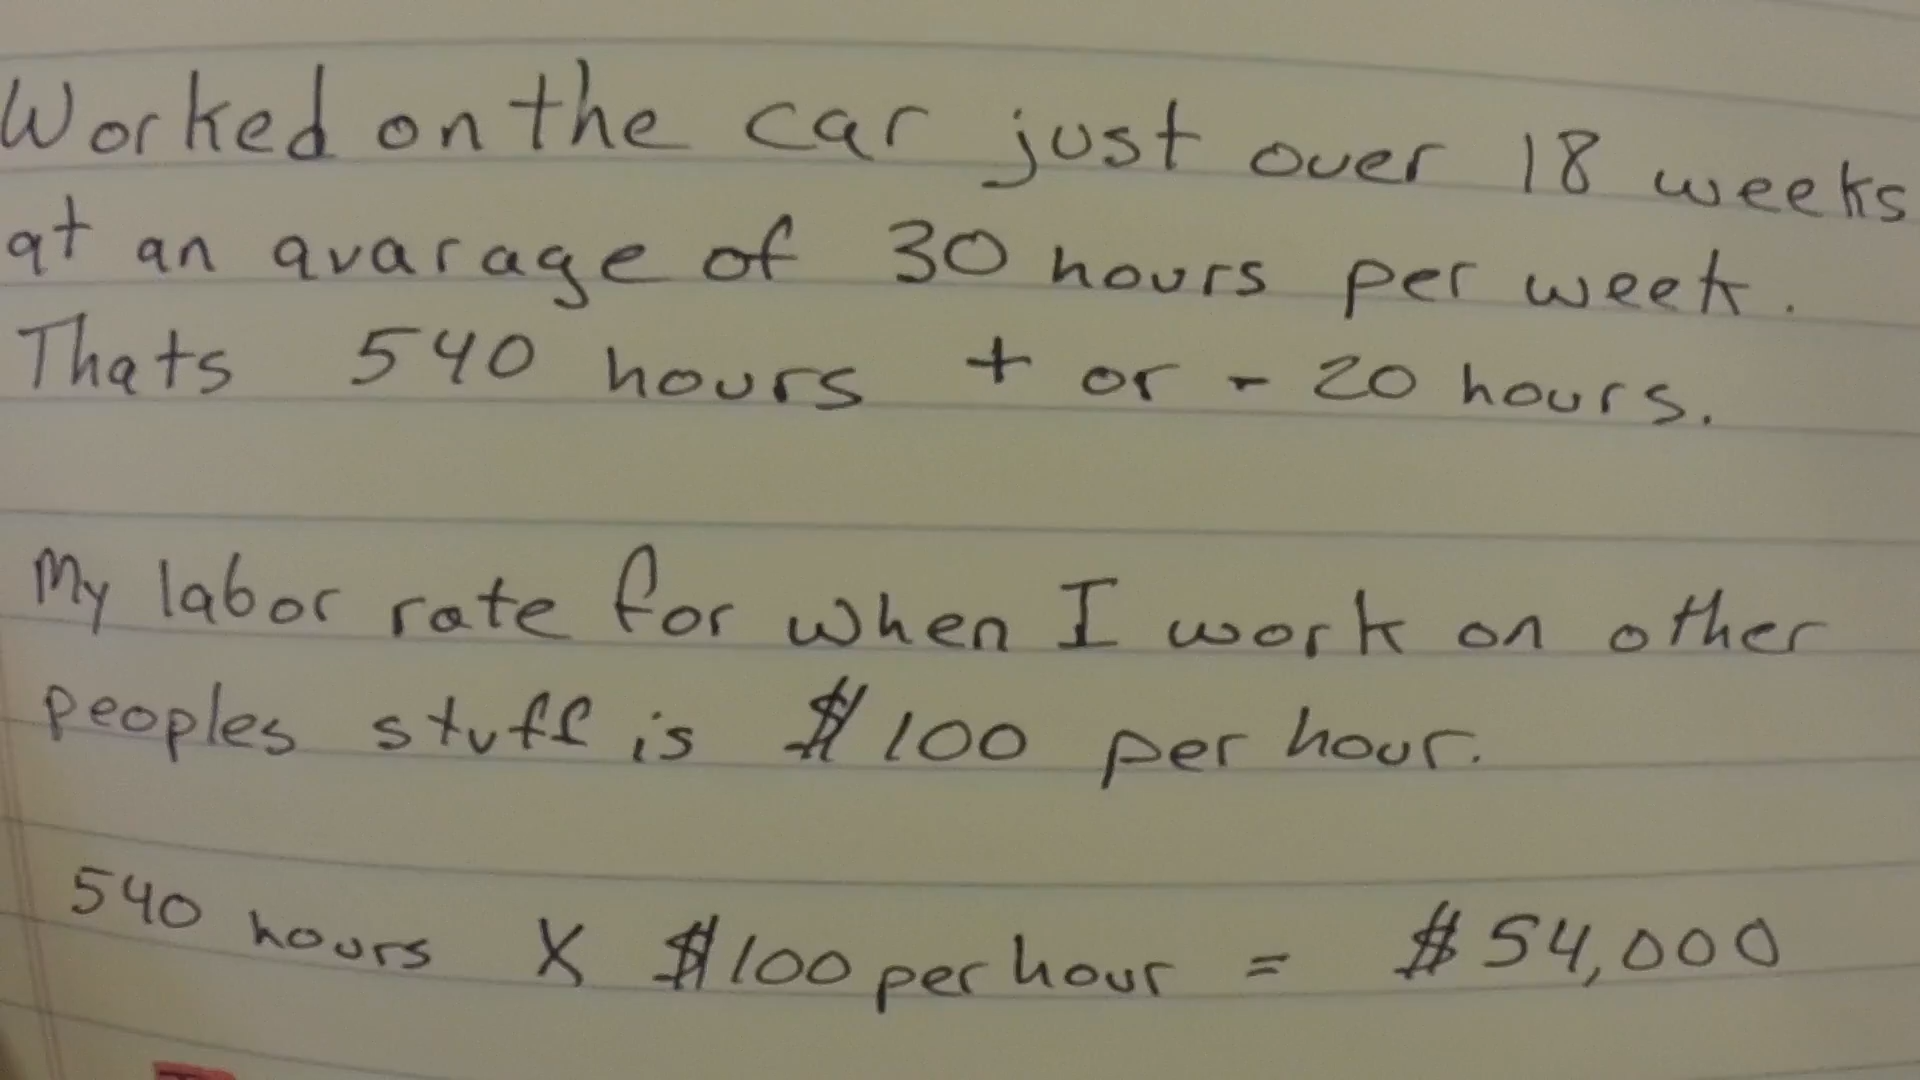 Worked on the car just over 18 weeks
at an avarage of 30 hours per week.
Thats 540 hours + or - 20 hours.
My labor rate for when I work on other
peoples stuff is $100 per hour.
540 hours X $100 per hour = $54,000